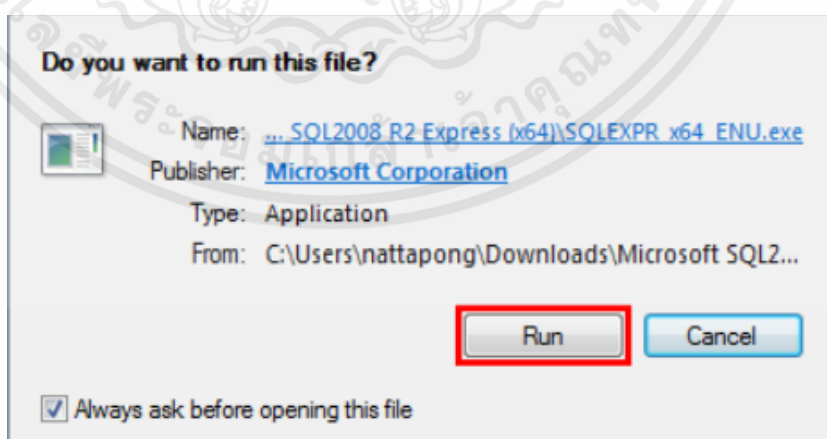 Do you want to run this file?
Name: ... SQL2008 R2 Express (x64)\SQLEXPR_x64_ENU.exe
Publisher: Microsoft Corporation
Type: Application
From: C:\Users\nattapong\Downloads\Microsoft SQL2...
Run Cancel
Always ask before opening this file